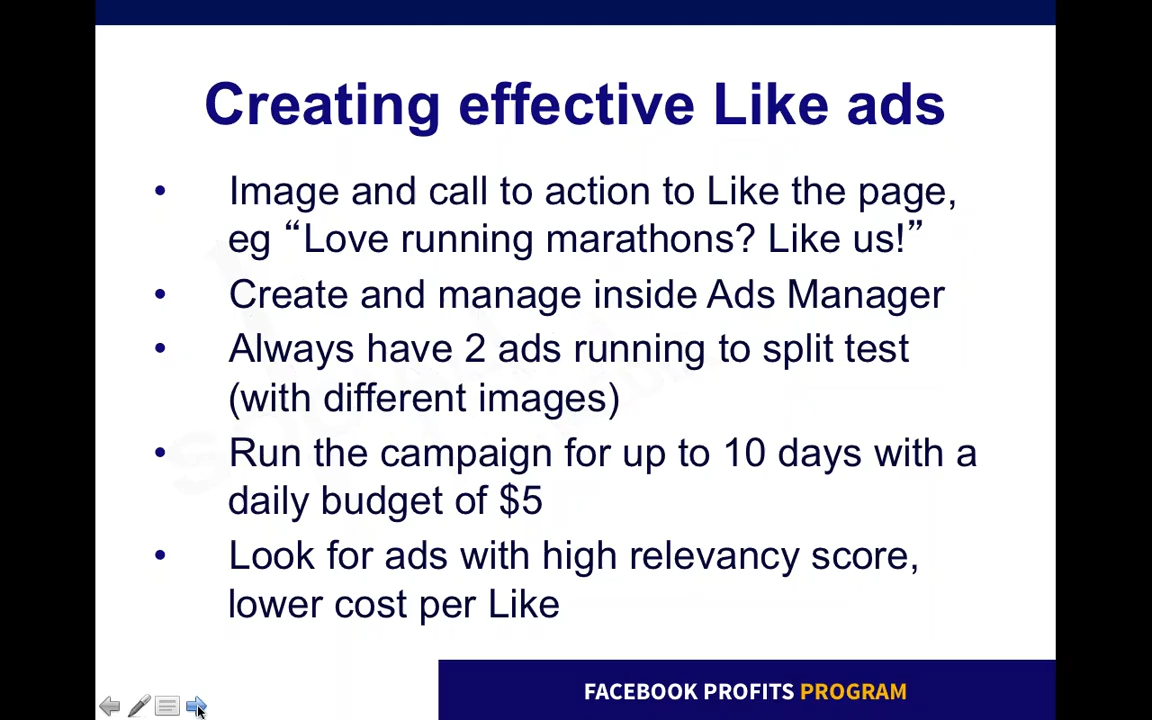 Creating effective Like ads
• Image and call to action to Like the page,
eg “Love running marathons? Like us!”
• Create and manage inside Ads Manager
• Always have 2 ads running to split test
(with different images)
• Run the campaign for up to 10 days with a
daily budget of $5
• Look for ads with high relevancy score,
lower cost per Like
FACEBOOK PROFITS PROGRAM